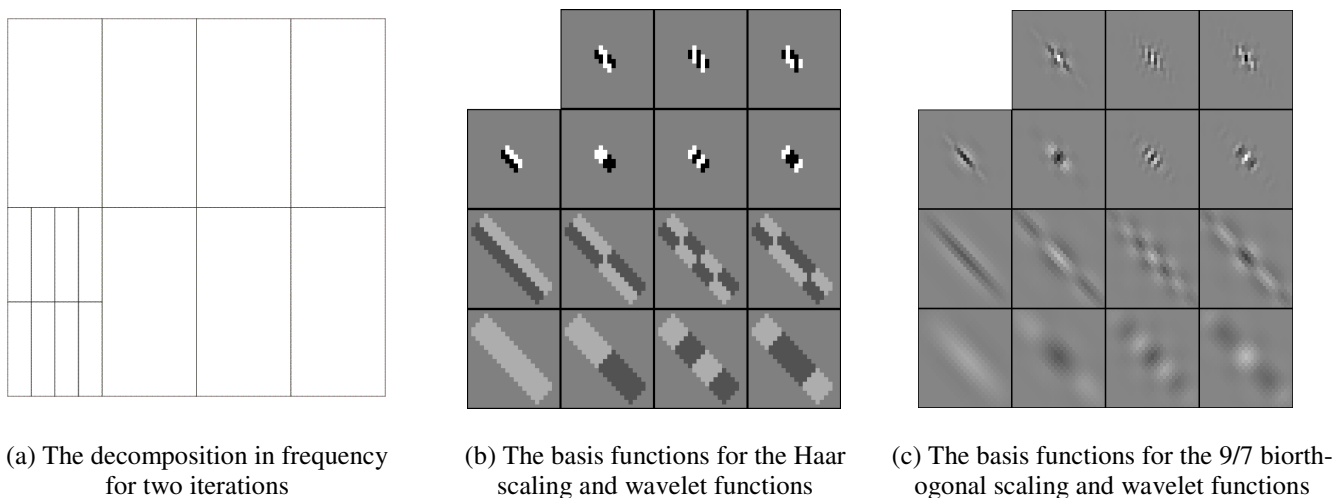 (a) The decomposition in frequency
for two iterations
(b) The basis functions for the Haar
scaling and wavelet functions
(c) The basis functions for the 9/7 biorth-
ogonal scaling and wavelet functions